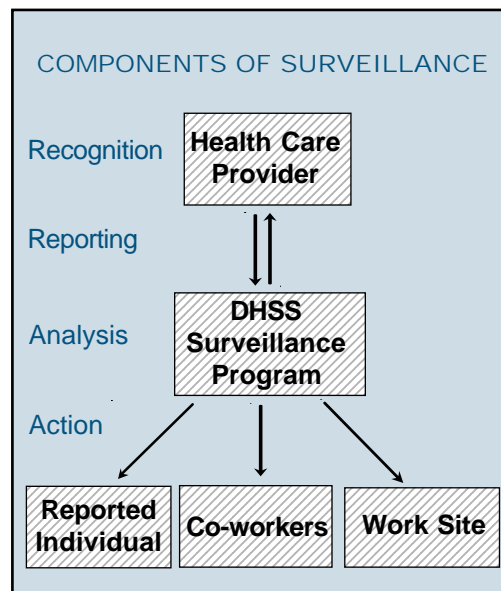 COMPONENTS OF SURVEILLANCE
Recognition
Health Care
Provider
Reporting
Analysis
DHSS
Surveillance
Program
Action
Reported
Individual
Co-workers
Work Site